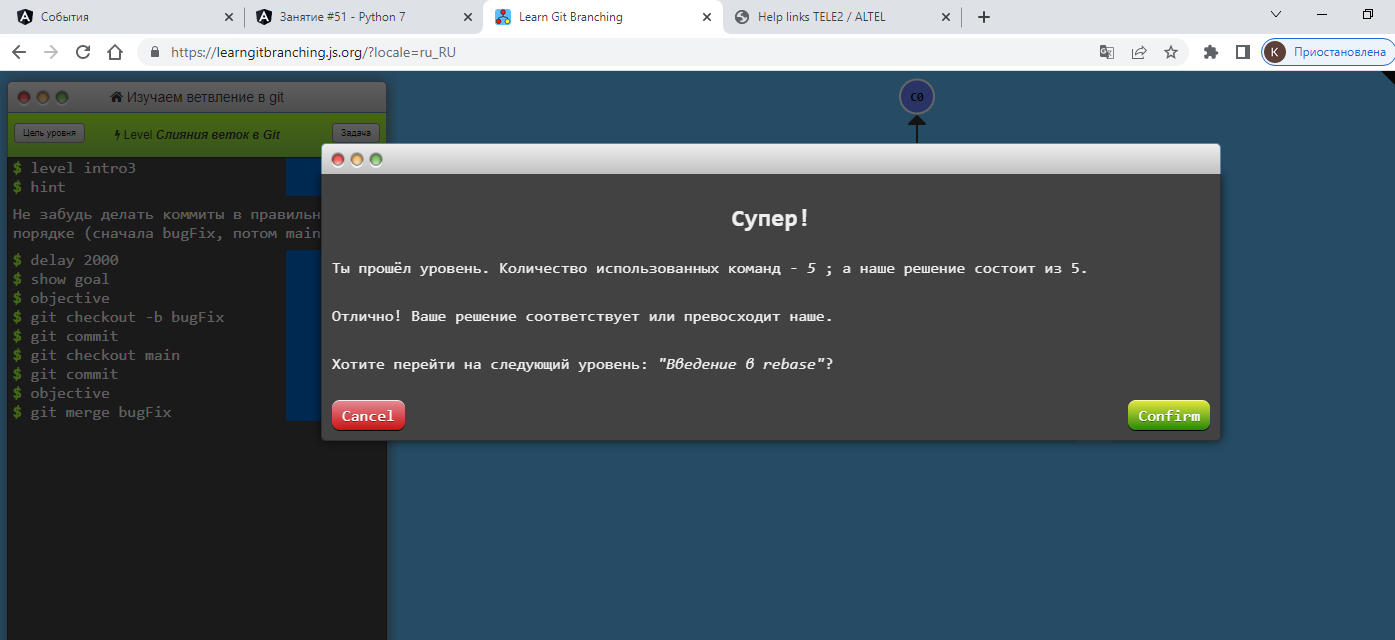 События
Занятие #51 - Python 7
Learn Git Branching
Help links TELE2 / ALTEL
https://learngitbranching.js.org/?locale=ru_RU
K
Приостановлена
Изучаем ветвление в git
Цель уровня
Level Слияния веток в Git
Задача
$ level intro3
$ hint
Не забудь делать коммиты в правильн
порядке (сначала bugFix, потом main
$ delay 2000
$ show goal
$ objective
$ git checkout -b bugFix
$ git commit
$ git checkout main
$ git commit
$ objective
$ git merge bugFix
C0
Супер!
Ты прошёл уровень. Количество использованных команд - 5 ; а наше решение состоит из 5.
Отлично! Ваше решение соответствует или превосходит наше.
Хотите перейти на следующий уровень: "Введение в rebase"?
Cancel
Confirm